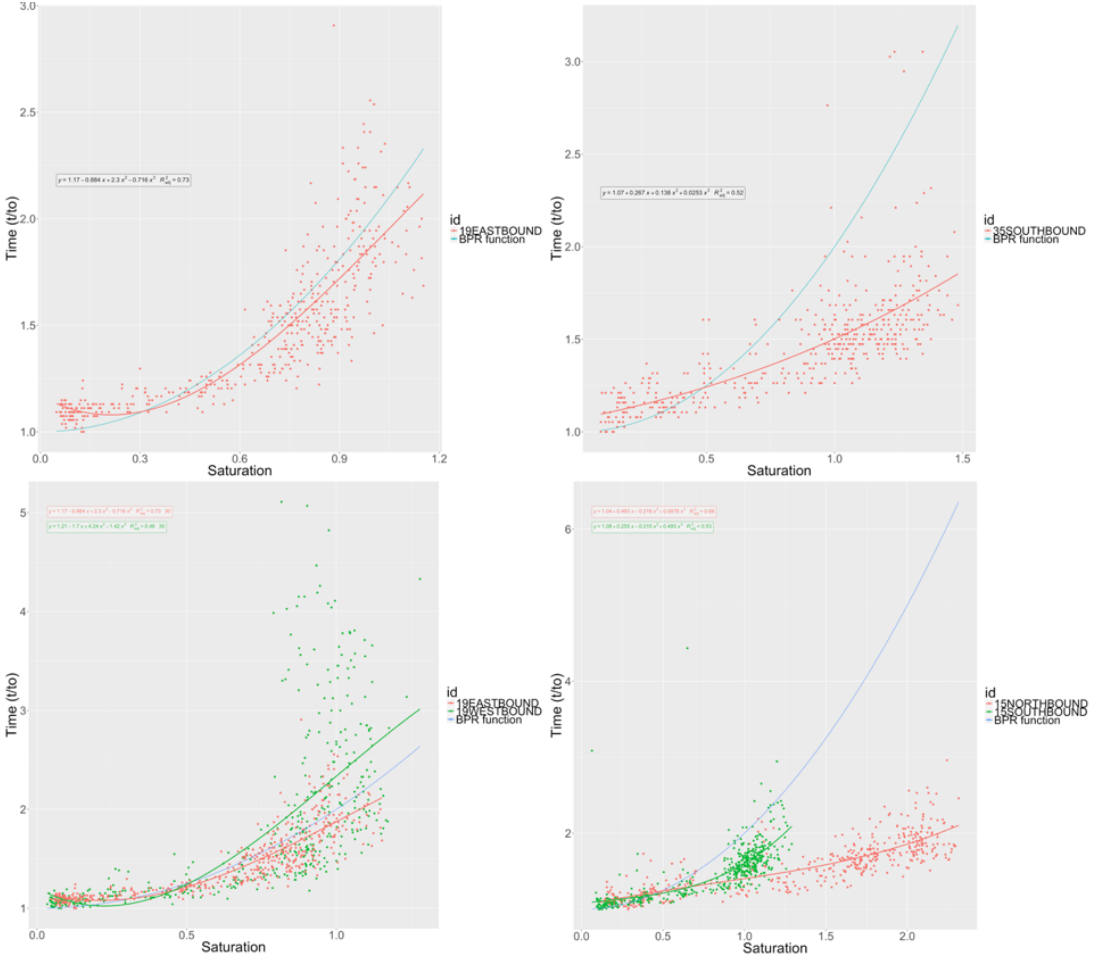 3.0
2.5
2.0
1.5
1.0
Time (t/to)
y = 1.17 − 0.884 x + 2.3 x² − 0.716 x³ R²adj = 0.73
0.0 0.3 0.6 0.9 1.2
Saturation
id
19EASTBOUND
BPR function
3.0
2.5
2.0
1.5
1.0
Time (t/to)
y = 1.07 + 0.267 x + 0.136 x² + 0.0253 x³ R²adj = 0.52
0.5 1.0 1.5
Saturation
id
35SOUTHBOUND
BPR function
5
4
3
2
1
Time (t/to)
0.0 0.5 1.0
Saturation
id
19EASTBOUND
19WESTBOUND
BPR function
6
4
2
Time (t/to)
0.0 0.5 1.0 1.5 2.0
Saturation
id
15NORTHBOUND
15SOUTHBOUND
BPR function